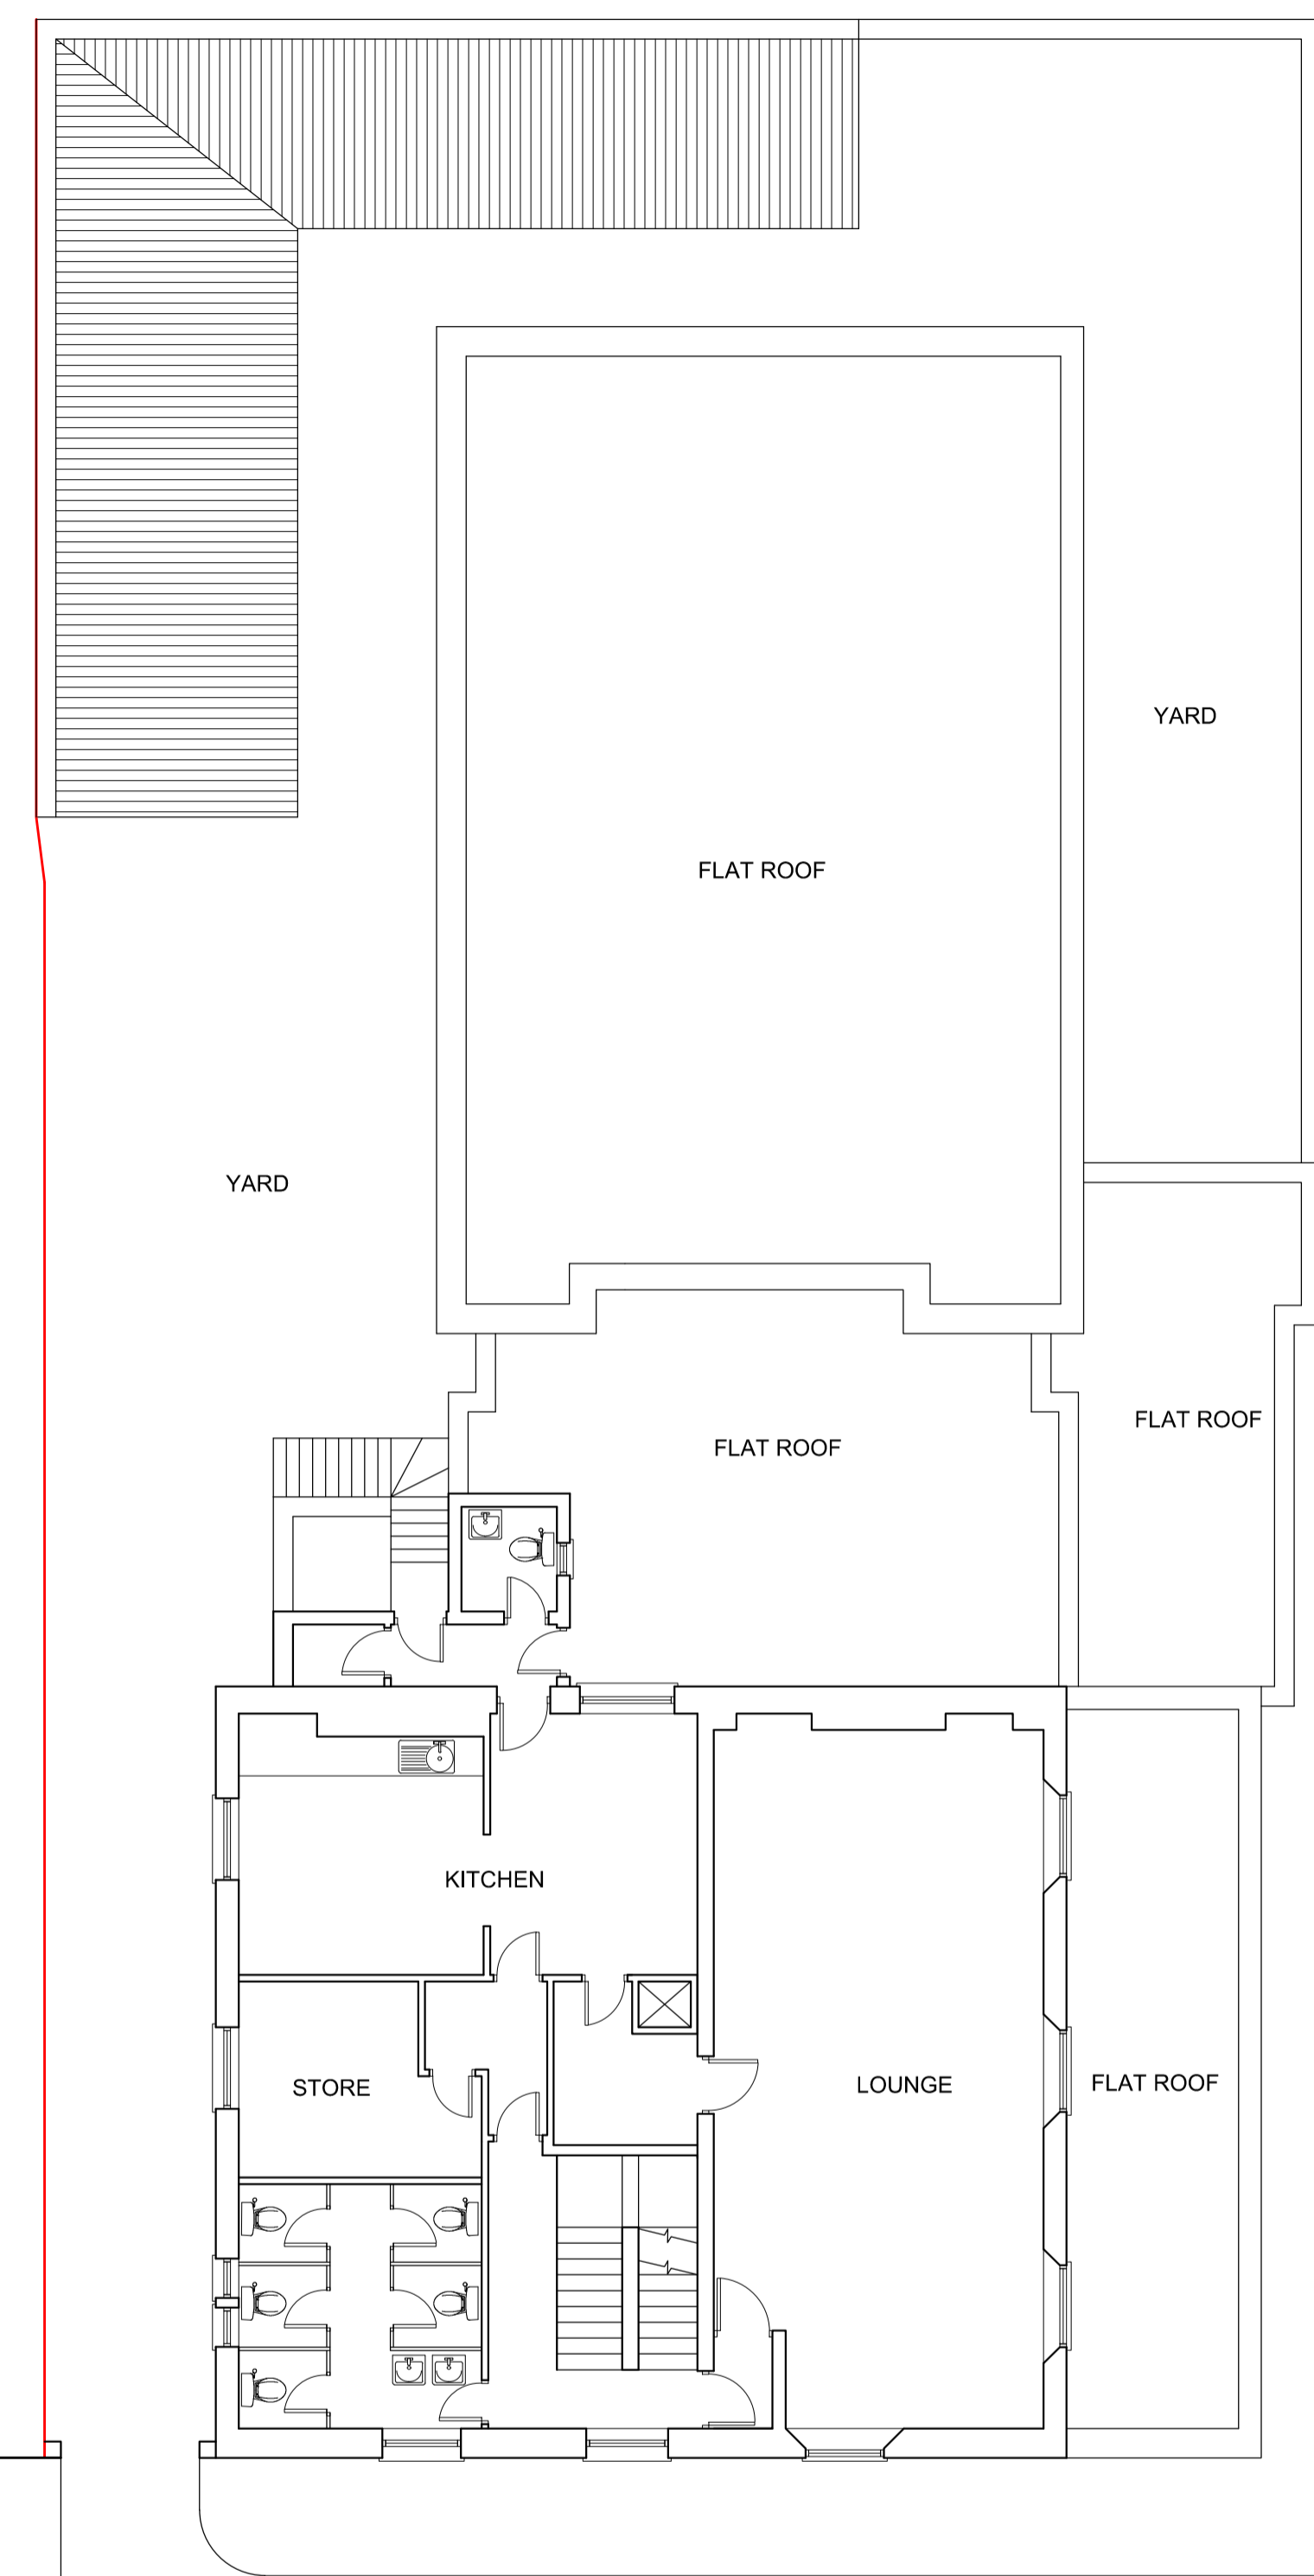 YARD
FLAT ROOF
YARD
FLAT ROOF
FLAT ROOF
KITCHEN
STORE
LOUNGE
FLAT ROOF